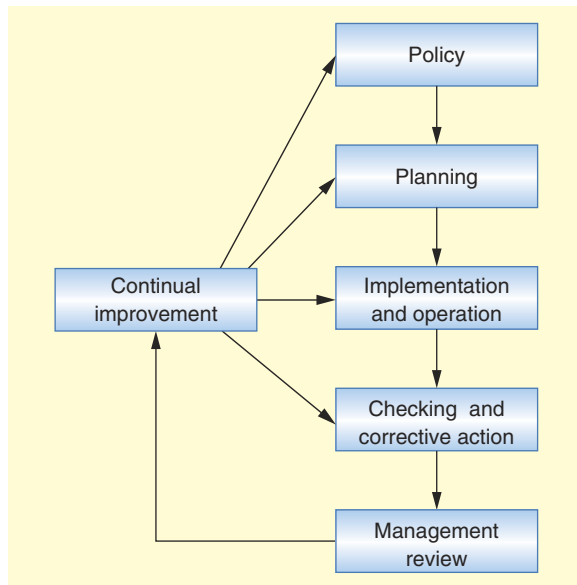 Policy
Planning
Continual
improvement
Implementation
and operation
Checking and
corrective action
Management
review